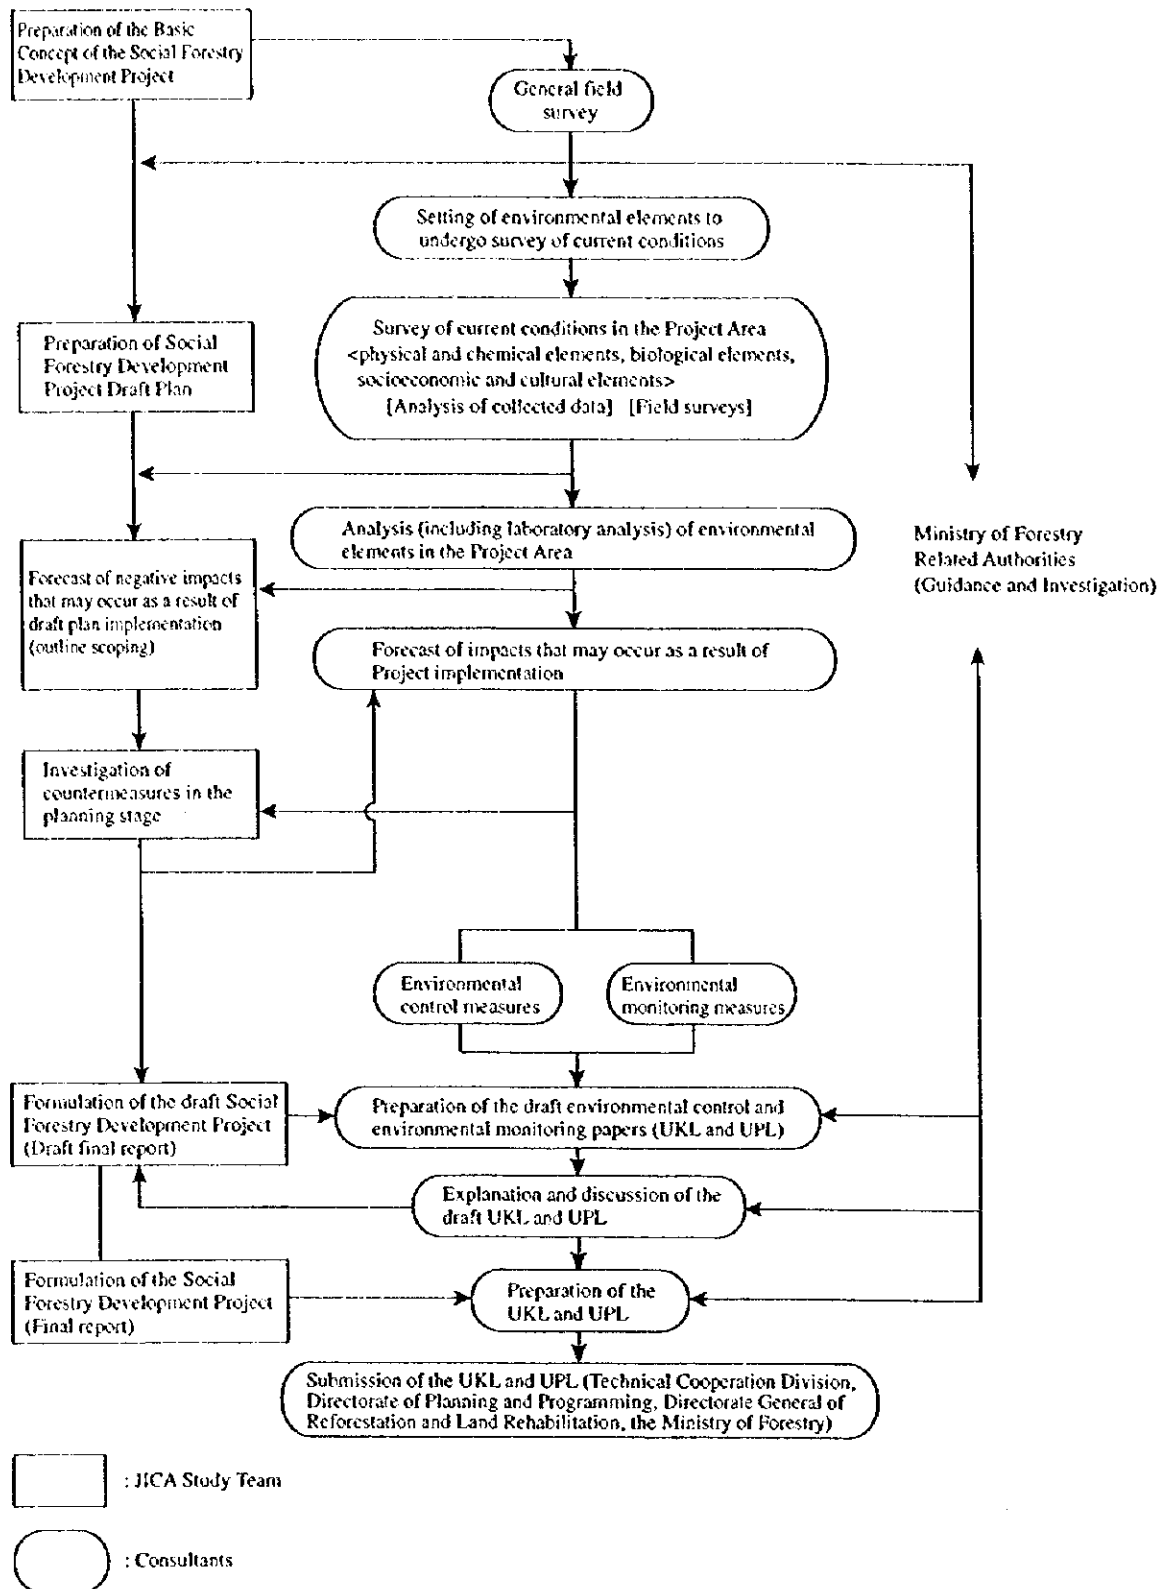 Preparation of the Basic
Concept of the Social Forestry
Development Project
General field
survey
Setting of environmental elements to
undergo survey of current conditions
Survey of current conditions in the Project Area
<physical and chemical elements, biological elements,
socioeconomic and cultural elements>
[Analysis of collected data] [Field surveys]
Preparation of Social
Forestry Development
Project Draft Plan
Analysis (including laboratory analysis) of environmental
elements in the Project Area
Ministry of Forestry
Related Authorities
(Guidance and Investigation)
Forecast of negative impacts
that may occur as a result of
draft plan implementation
(outline scoping)
Forecast of impacts that may occur as a result of
Project implementation
Investigation of
countermeasures in the
planning stage
Environmental
control measures
Environmental
monitoring measures
Formulation of the draft Social
Forestry Development Project
(Draft final report)
Preparation of the draft environmental control and
environmental monitoring papers (UKL and UPL)
Explanation and discussion of the
draft UKL and UPL
Formulation of the Social
Forestry Development Project
(Final report)
Preparation of the
UKL and UPL
Submission of the UKL and UPL (Technical Cooperation Division,
Directorate of Planning and Programming, Directorate General of
Reforestation and Land Rehabilitation, the Ministry of Forestry)
: JICA Study Team
: Consultants